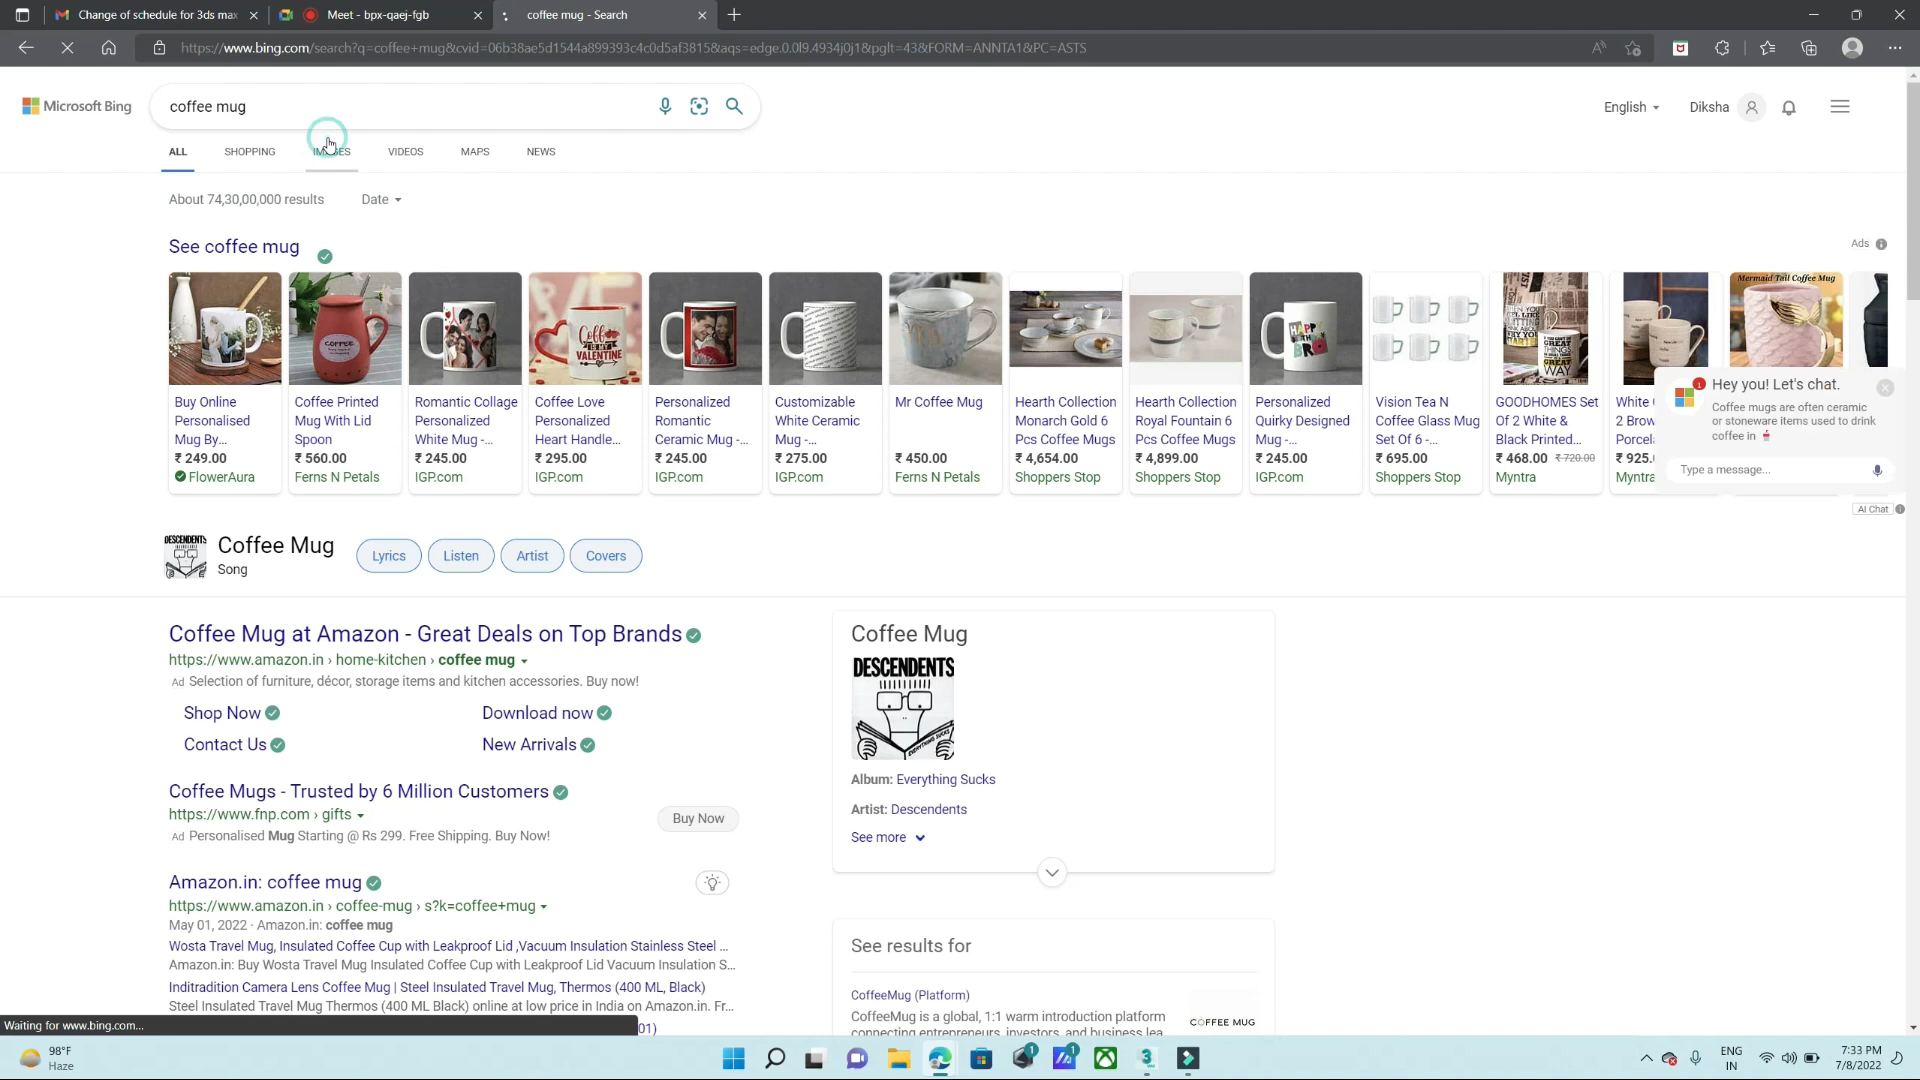 Change of schedule for 3ds max
Meet - bpx-qaej-fgb
coffee mug - Search
https://www.bing.com/search?q=coffee+mug&cvid=06b38ae5d1544a899393c4c0d5af3815&aqs=edge.0.0l9.4934j0j1&pglt=43&FORM=ANNTA1&PC=ASTS
Microsoft Bing
coffee mug
English
Diksha
ALL SHOPPING IMAGES VIDEOS MAPS NEWS
About 74,30,00,000 results Date
See coffee mug
Ads
Buy Online
Personalised
Mug By...
₹ 249.00
FlowerAura
Coffee Printed
Mug With Lid
Spoon
₹ 560.00
Ferns N Petals
Romantic Collage
Personalized
White Mug -...
₹ 245.00
IGP.com
Coffee Love
Personalized
Heart Handle...
₹ 295.00
IGP.com
Personalized
Romantic
Ceramic Mug -...
₹ 245.00
IGP.com
Customizable
White Ceramic
Mug -...
₹ 275.00
IGP.com
Mr Coffee Mug
₹ 450.00
Ferns N Petals
Hearth Collection
Monarch Gold 6
Pcs Coffee Mugs
₹ 4,654.00
Shoppers Stop
Hearth Collection
Royal Fountain 6
Pcs Coffee Mugs
₹ 4,899.00
Shoppers Stop
HAPPY
BRO
Personalized
Quirky Designed
Mug -...
₹ 245.00
IGP.com
Vision Tea N
Coffee Glass Mug
Set Of 6 -...
₹ 695.00
Shoppers Stop
GOODHOMES Set
Of 2 White &
Black Printed...
₹ 468.00 ₹ 720.00
Myntra
White
2 Brow
Porcel
₹ 925.
Myntra
Mermaid Tail Coffee Mug
Hey you! Let's chat.
Coffee mugs are often ceramic
or stoneware items used to drink
coffee in
Type a message...
AI Chat
DESCENDENTS
Coffee Mug
Song
Lyrics
Listen
Artist
Covers
Coffee Mug at Amazon - Great Deals on Top Brands
https://www.amazon.in › home-kitchen › coffee mug
Ad Selection of furniture, décor, storage items and kitchen accessories. Buy now!
Shop Now
Download now
Contact Us
New Arrivals
Coffee Mugs - Trusted by 6 Million Customers
https://www.fnp.com › gifts
Ad Personalised Mug Starting @ Rs 299. Free Shipping. Buy Now!
Buy Now
Amazon.in: coffee mug
https://www.amazon.in › coffee-mug › s?k=coffee+mug
May 01, 2022 · Amazon.in: coffee mug
Wosta Travel Mug, Insulated Coffee Cup with Leakproof Lid ,Vacuum Insulation Stainless Steel ...
Amazon.in: Buy Wosta Travel Mug Insulated Coffee Cup with Leakproof Lid Vacuum Insulation S...
Inditradition Camera Lens Coffee Mug | Steel Insulated Travel Mug, Thermos (400 ML, Black)
Steel Insulated Travel Mug Thermos (400 ML Black) online at low price in India on Amazon.in. Fr...
01)
Coffee Mug
DESCENDENTS
EVERYTHING SUCKS
Album: Everything Sucks
Artist: Descendents
See more
See results for
CoffeeMug (Platform)
CoffeeMug is a global, 1:1 warm introduction platform
connecting entrepreneurs, investors, and business lea
COFFEE MUG
Waiting for www.bing.com...
98°F
Haze
ENG
IN
7:33 PM
7/8/2022